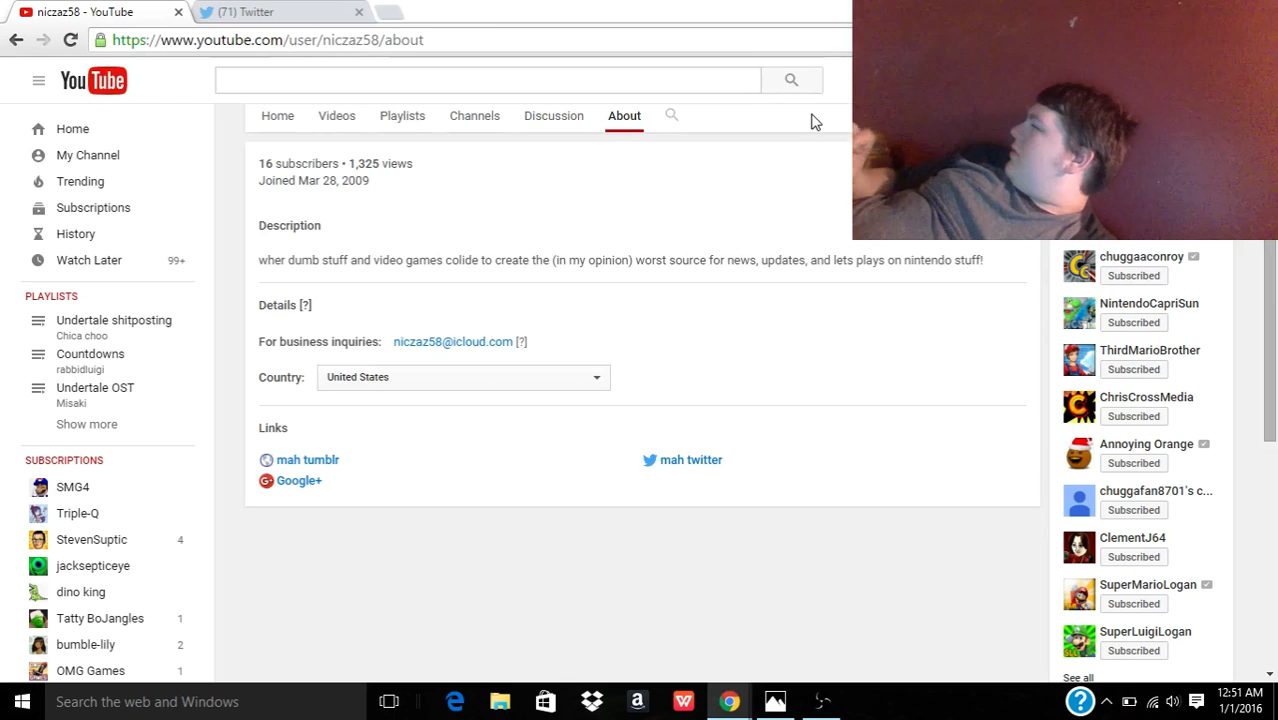 niczaz58 - YouTube
(71) Twitter
https://www.youtube.com/user/niczaz58/about
YouTube
Home
My Channel
Trending
Subscriptions
History
Watch Later 99+
PLAYLISTS
Undertale shitposting
Chica choo
Countdowns
rabbidluigi
Undertale OST
Misaki
Show more
SUBSCRIPTIONS
SMG4
Triple-Q
StevenSuptic 4
jacksepticeye
dino king
Tatty BoJangles 1
bumble-lily 2
OMG Games 1
Home Videos Playlists Channels Discussion About
16 subscribers • 1,325 views
Joined Mar 28, 2009
Description
wher dumb stuff and video games colide to create the (in my opinion) worst source for news, updates, and lets plays on nintendo stuff!
Details [?]
For business inquiries: niczaz58@icloud.com [?]
Country: United States
Links
mah tumblr
mah twitter
Google+
chuggaaconroy
Subscribed
NintendoCapriSun
Subscribed
ThirdMarioBrother
Subscribed
ChrisCrossMedia
Subscribed
Annoying Orange
Subscribed
chuggafan8701's c...
Subscribed
ClementJ64
Subscribed
SuperMarioLogan
Subscribed
SuperLuigiLogan
Subscribed
See all
Search the web and Windows
12:51 AM
1/1/2016